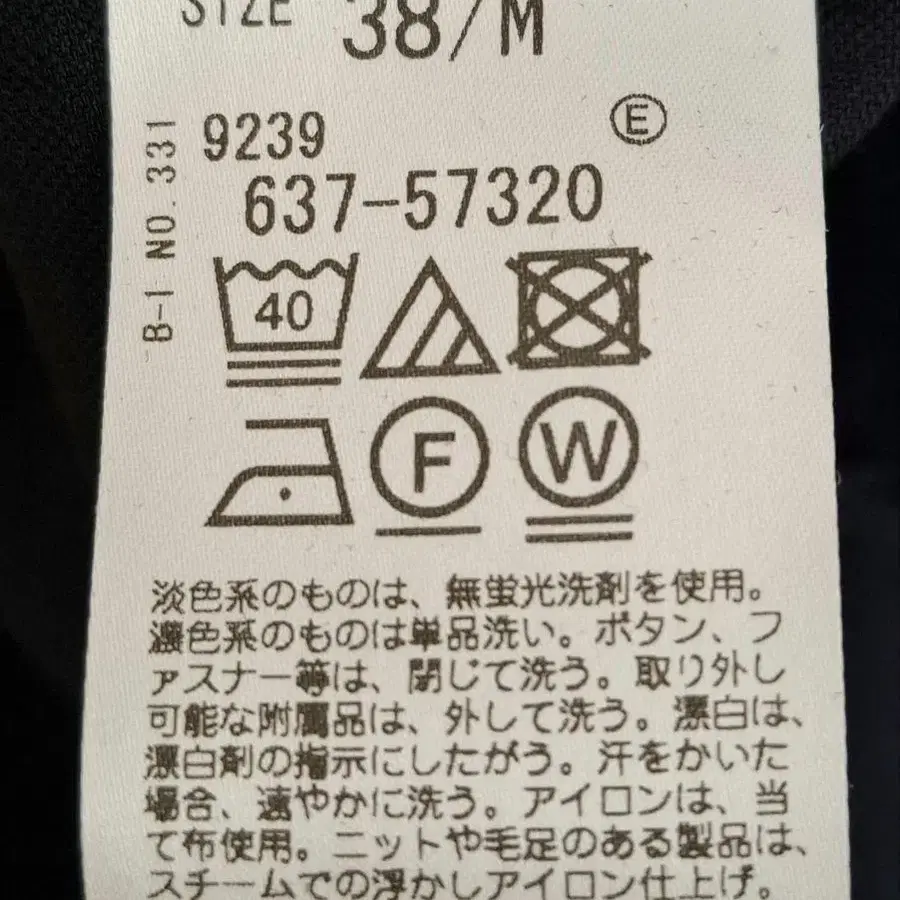 SIZE 38/M
B-1 NO.331
9239
E
637-57320
40
F
W
淡色系のものは、無蛍光洗剤を使用。
濃色系のものは単品洗い。ボタン、フ
ァスナー等は、閉じて洗う。取り外し
可能な附属品は、外して洗う。漂白は、
漂白剤の指示にしたがう。汗をかいた
場合、速やかに洗う。アイロンは、当
て布使用。ニットや毛足のある製品は、
スチームでの浮かしアイロン仕上げ。